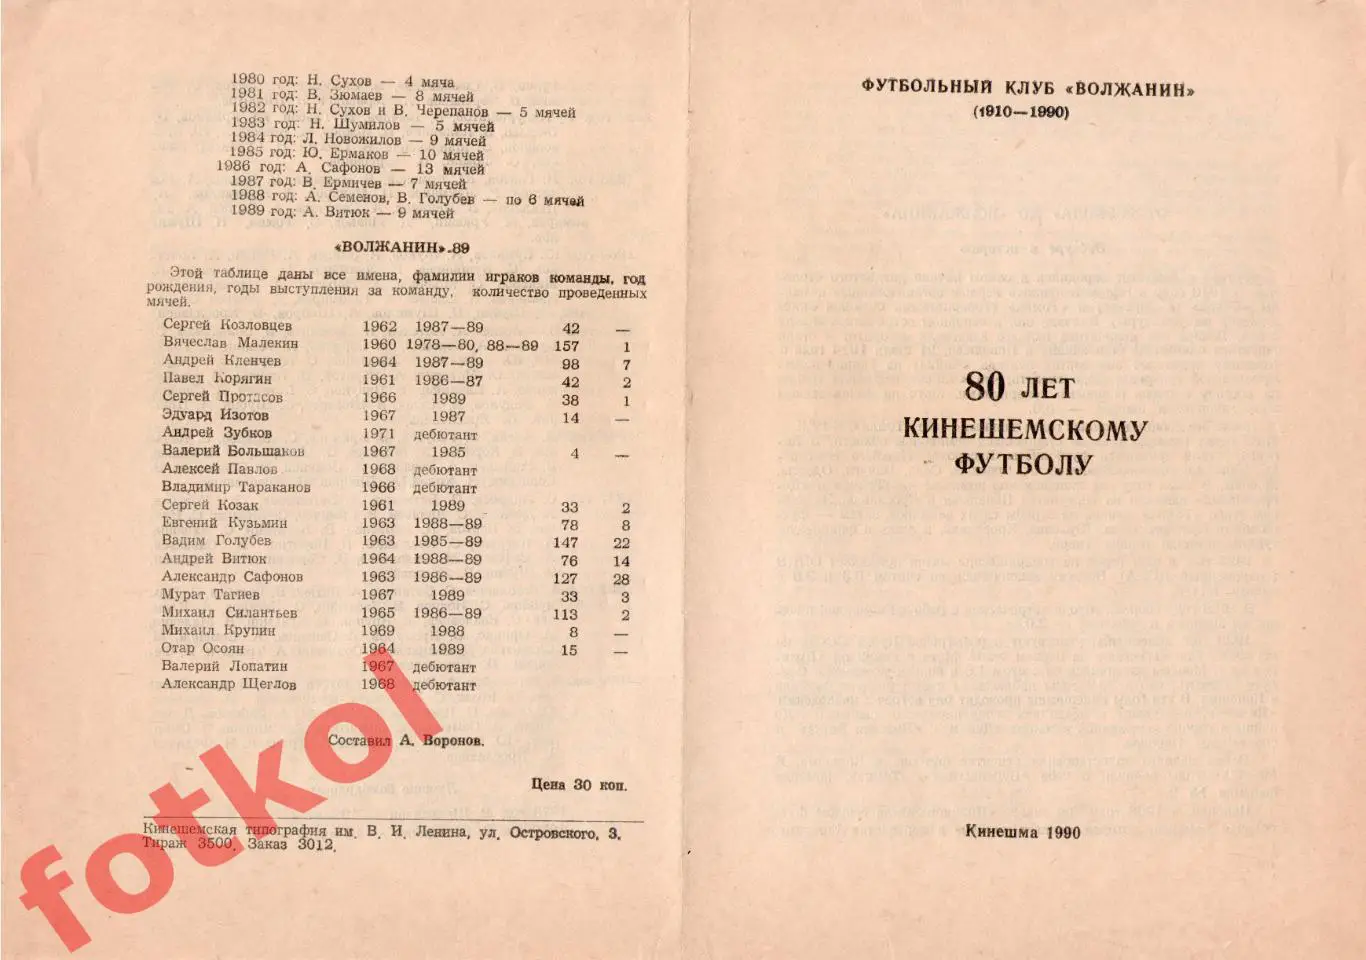 1980 год: Н. Сухов — 4 мяча
1981 год: В. Зюмаев — 8 мячей
1982 год: Н. Сухов и В. Черепанов — 5 мячей
1983 год: Н. Шумилов — 5 мячей
1984 год: Л. Новожилов — 9 мячей
1985 год: Ю. Ермаков — 10 мячей
1986 год: А. Сафонов — 13 мячей
1987 год: В. Ермичев — 7 мячей
1988 год: А. Семенов, В. Голубев — по 6 мячей
1989 год: А. Витюк — 9 мячей
«ВОЛЖАНИН».89
Этой таблице даны все имена, фамилии играков команды, год
рождения, годы выступления за команду, количество проведенных
мячей.
Сергей Козловцев 1962 1987—89 42 —
Вячеслав Малекин 1960 1978—80, 88—89 157 1
Андрей Кленчев 1964 1987—89 98 7
Павел Корягин 1961 1986—87 42 2
Сергей Протасов 1966 1989 38 1
Эдуард Изотов 1967 1987 14 —
Андрей Зубков 1971 дебютант
Валерий Большаков 1967 1985 4 —
Алексей Павлов 1968 дебютант
Владимир Тараканов 1966 дебютант
Сергей Козак 1961 1989 33 2
Евгений Кузьмин 1963 1988—89 78 8
Вадим Голубев 1963 1985—89 147 22
Андрей Витюк 1964 1988—89 76 14
Александр Сафонов 1963 1986—89 127 28
Мурат Тагиев 1967 1989 33 3
Михаил Силантьев 1965 1986—89 113 2
Михаил Крупин 1969 1988 8 —
Отар Осоян 1964 1989 15 —
Валерий Лопатин 1967 дебютант
Александр Щеглов 1968 дебютант
Составил А. Воронов.
Цена 30 коп.
Кинешемская типография им. В. И. Ленина, ул. Островского, 3.
Тираж 3500. Заказ 3012.
ФУТБОЛЬНЫЙ КЛУБ «ВОЛЖАНИН»
(1910—1990)
80 ЛЕТ
КИНЕШЕМСКОМУ
ФУТБОЛУ
Кинешма 1990
fotkol